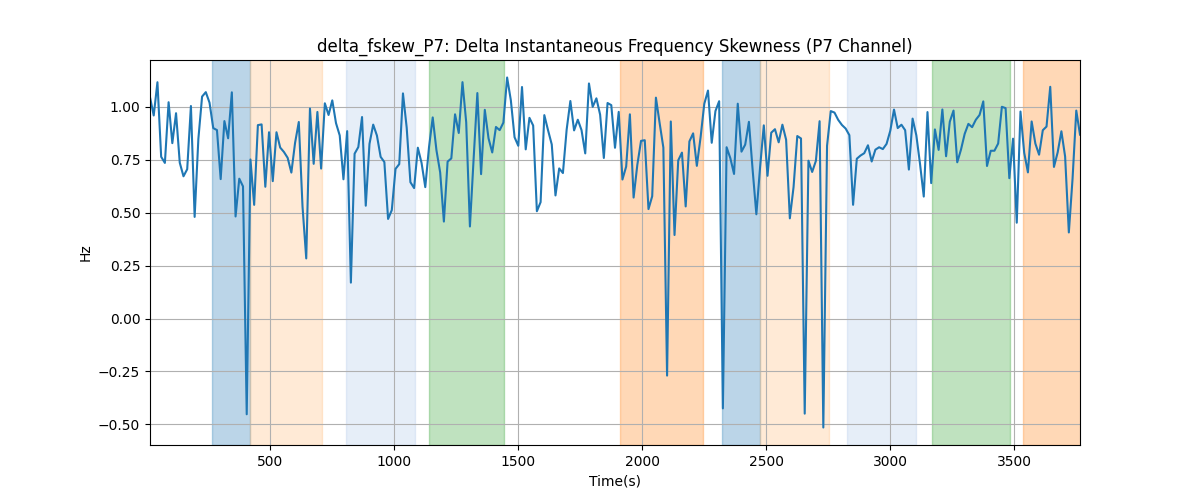 delta_fskew_P7: Delta Instantaneous Frequency Skewness (P7 Channel)
1.00
0.75
0.50
0.25
0.00
−0.25
−0.50
Hz
500 1000 1500 2000 2500 3000 3500
Time(s)